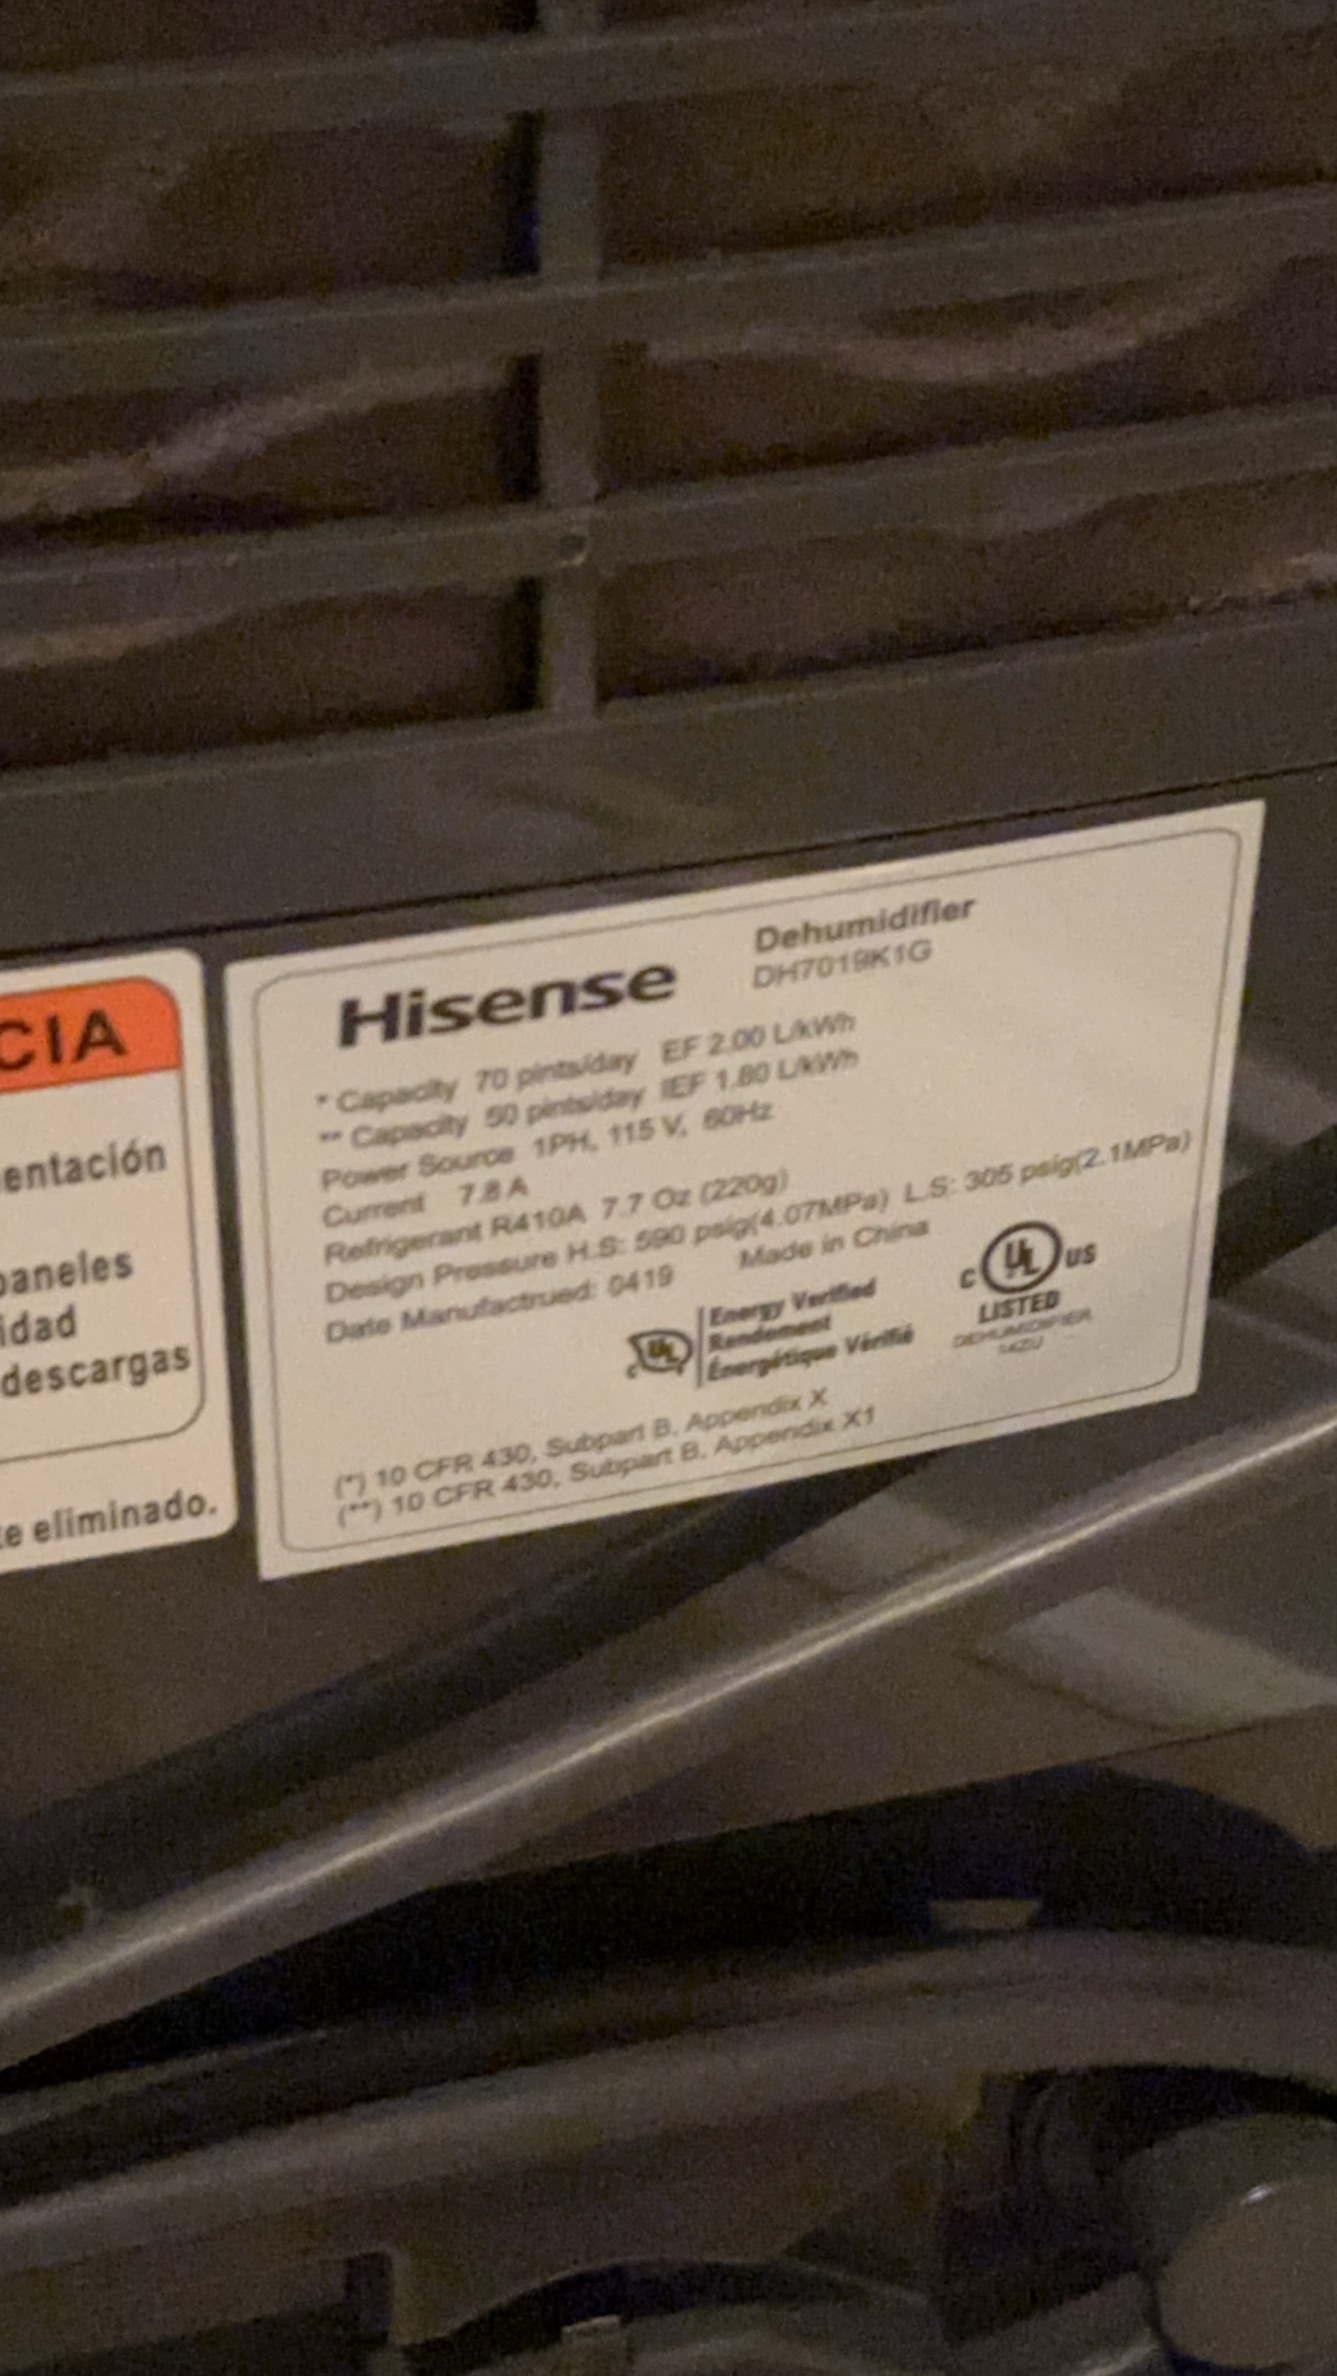 CIA
entación
paneles
idad
descargas
te eliminado.
Hisense
Dehumidifier
DH7019K1G
* Capacity 70 pints/day EF 2.00 L/kWh
** Capacity 50 pints/day IEF 1.80 L/kWh
Power Source 1PH, 115 V, 60Hz
Current 7.8 A
Refrigerant R410A 7.7 Oz (220g)
Design Pressure H.S: 590 psig(4.07MPa) L.S: 305 psig(2.1MPa)
Date Manufactrued: 0419 Made in China
C UL
Energy Verified
Rendement
Énergétique Vérifié
C UL US
LISTED
DEHUMIDIFIER
(*) 10 CFR 430, Subpart B, Appendix X
(**) 10 CFR 430, Subpart B, Appendix X1